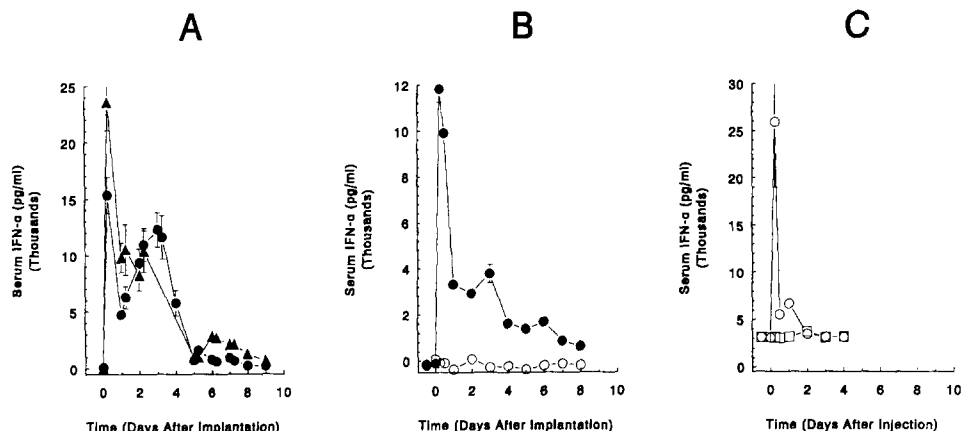 A
B
C
Serum IFN-α (pg/ml)
(Thousands)
25
20
15
10
5
0
0 2 4 6 8 10
Time (Days After Implantation)
Serum IFN-α (pg/ml)
(Thousands)
12
10
8
6
4
2
0
0 2 4 6 8 10
Time (Days After Implantation)
Serum IFN-α (pg/ml)
(Thousands)
30
25
20
15
10
5
0
0 2 4 6 8 10
Time (Days After Injection)